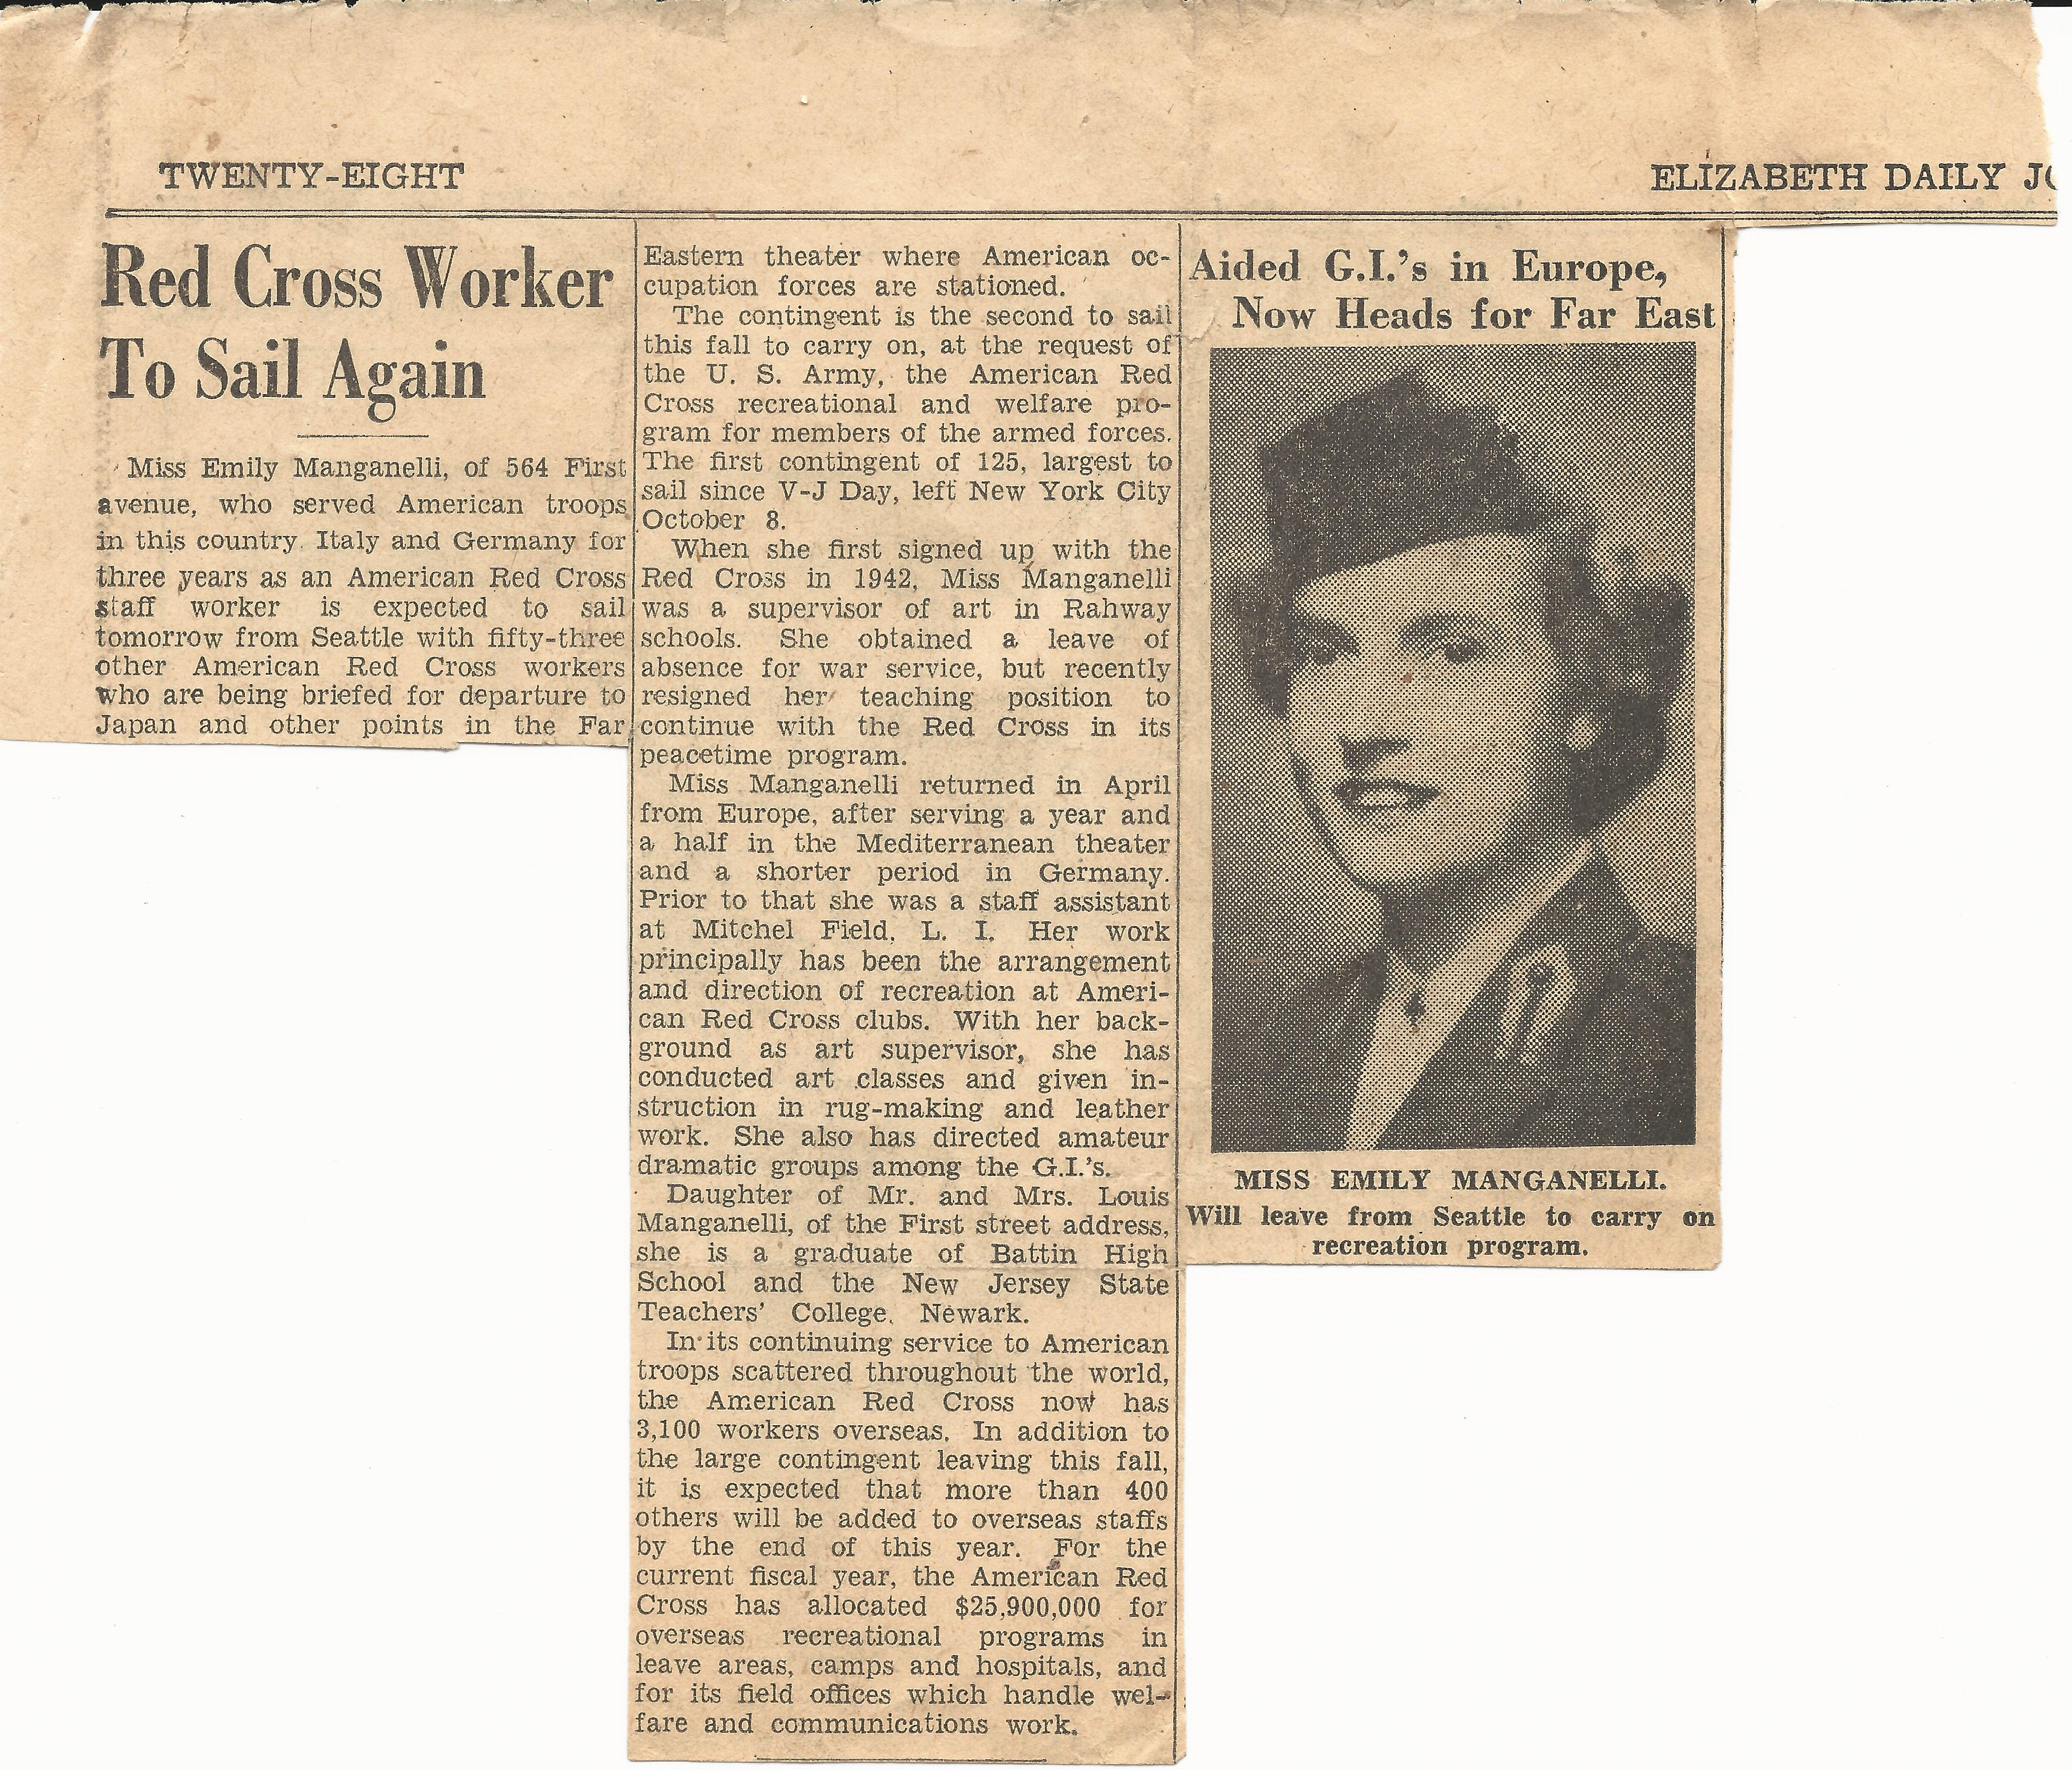 TWENTY-EIGHT
ELIZABETH DAILY
Red Cross Worker
To Sail Again
Miss Emily Manganelli, of 564 First
avenue, who served American troops
in this country. Italy and Germany for
three years as an American Red Cross
staff worker is expected to sail
tomorrow from Seattle with fifty-three
other American Red Cross workers
who are being briefed for departure to
Japan and other points in the Far
Eastern theater where American oc-
cupation forces are stationed.
The contingent is the second to sail
this fall to carry on, at the request of
the U. S. Army, the American Red
Cross recreational and welfare pro-
gram for members of the armed forces.
The first contingent of 125, largest to
sail since V-J Day, left New York City
October 8.
When she first signed up with the
Red Cross in 1942, Miss Manganelli
was a supervisor of art in Rahway
schools. She obtained a leave of
absence for war service, but recently
resigned her teaching position to
continue with the Red Cross in its
peacetime program.
Miss Manganelli returned in April
from Europe, after serving a year and
a half in the Mediterranean theater
and a shorter period in Germany.
Prior to that she was a staff assistant
at Mitchel Field, L. I. Her work
principally has been the arrangement
and direction of recreation at Ameri-
can Red Cross clubs. With her back-
ground as art supervisor, she has
conducted art classes and given in-
struction in rug-making and leather
work. She also has directed amateur
dramatic groups among the G.I.'s.
Daughter of Mr. and Mrs. Louis
Manganelli, of the First street address,
she is a graduate of Battin High
School and the New Jersey State
Teachers' College, Newark.
In its continuing service to American
troops scattered throughout the world,
the American Red Cross now has
3,100 workers overseas. In addition to
the large contingent leaving this fall,
it is expected that more than 400
others will be added to overseas staffs
by the end of this year. For the
current fiscal year, the American Red
Cross has allocated $25,900,000 for
overseas recreational programs in
leave areas, camps and hospitals, and
for its field offices which handle wel-
fare and communications work.
Aided G.I.'s in Europe,
Now Heads for Far East
MISS EMILY MANGANELLI.
Will leave from Seattle to carry on
recreation program.